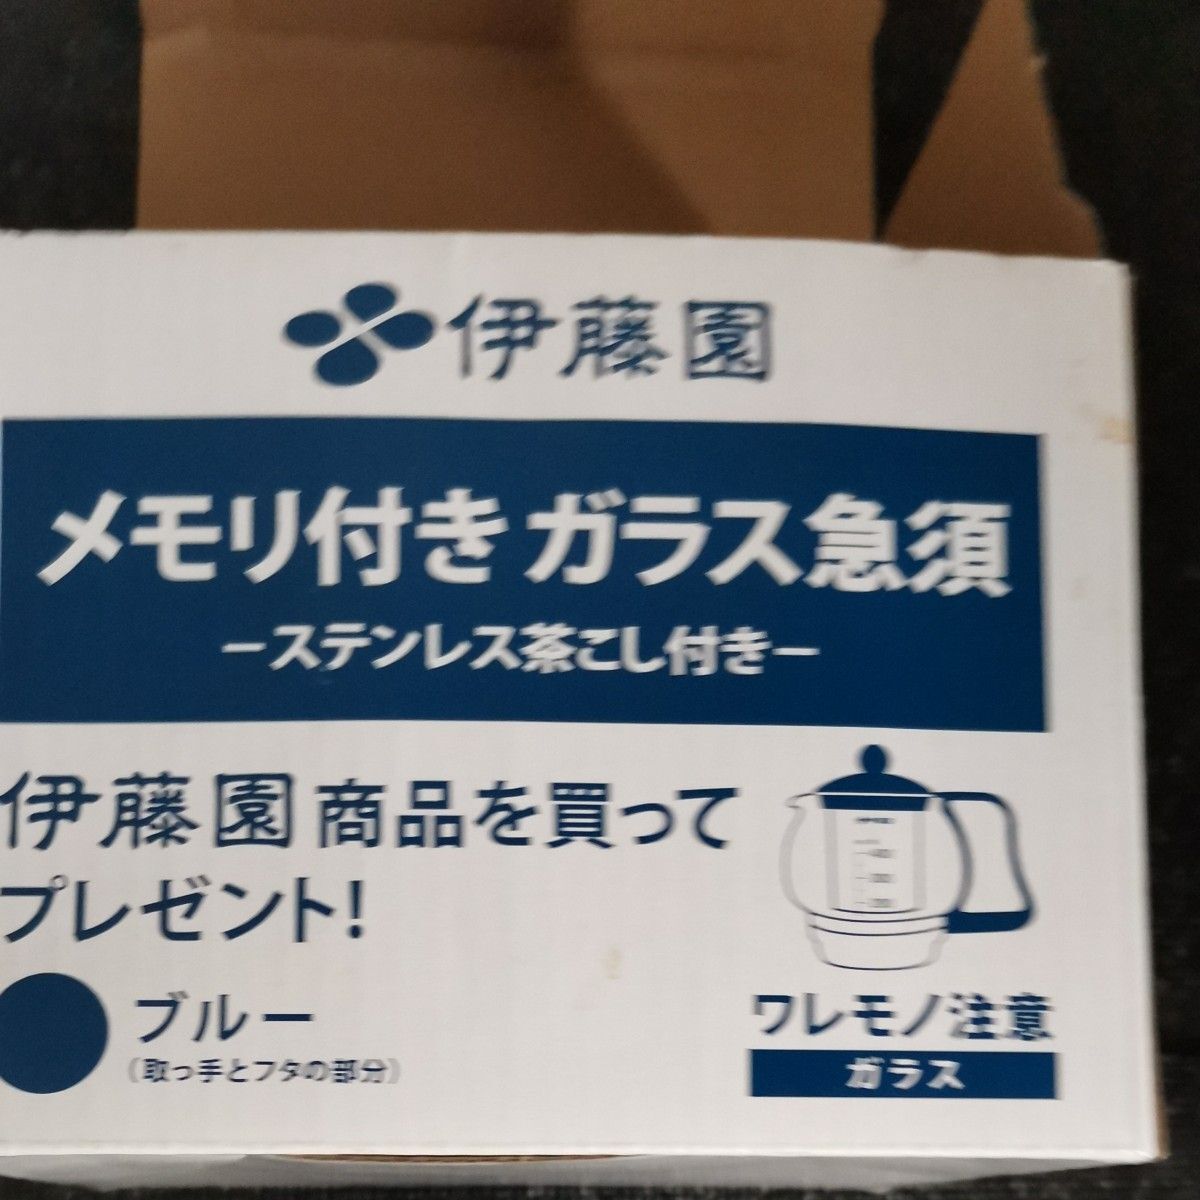 伊藤園
メモリ付き ガラス急須
−ステンレス茶こし付き−
伊藤園 商品を買って
プレゼント!
ブルー
(取っ手とフタの部分)
ワレモノ注意
ガラス